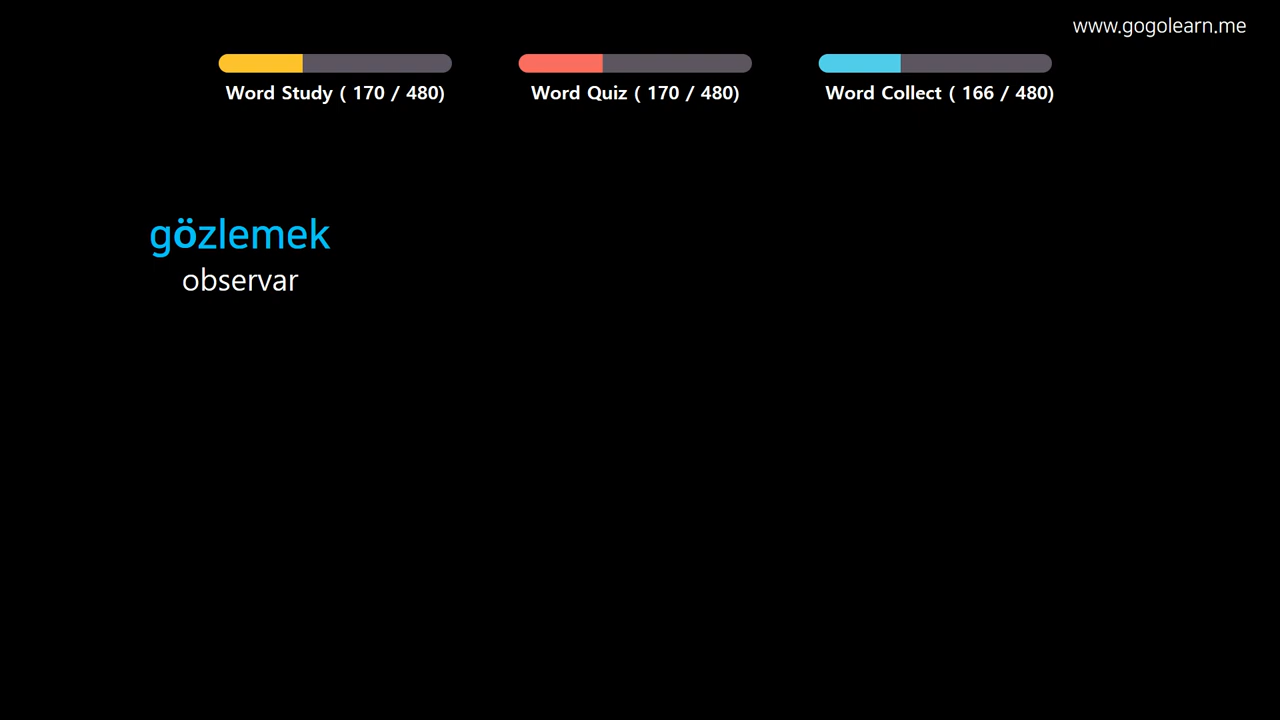 www.gogolearn.me
Word Study ( 170 / 480)
Word Quiz ( 170 / 480)
Word Collect ( 166 / 480)
gözlemek
observar